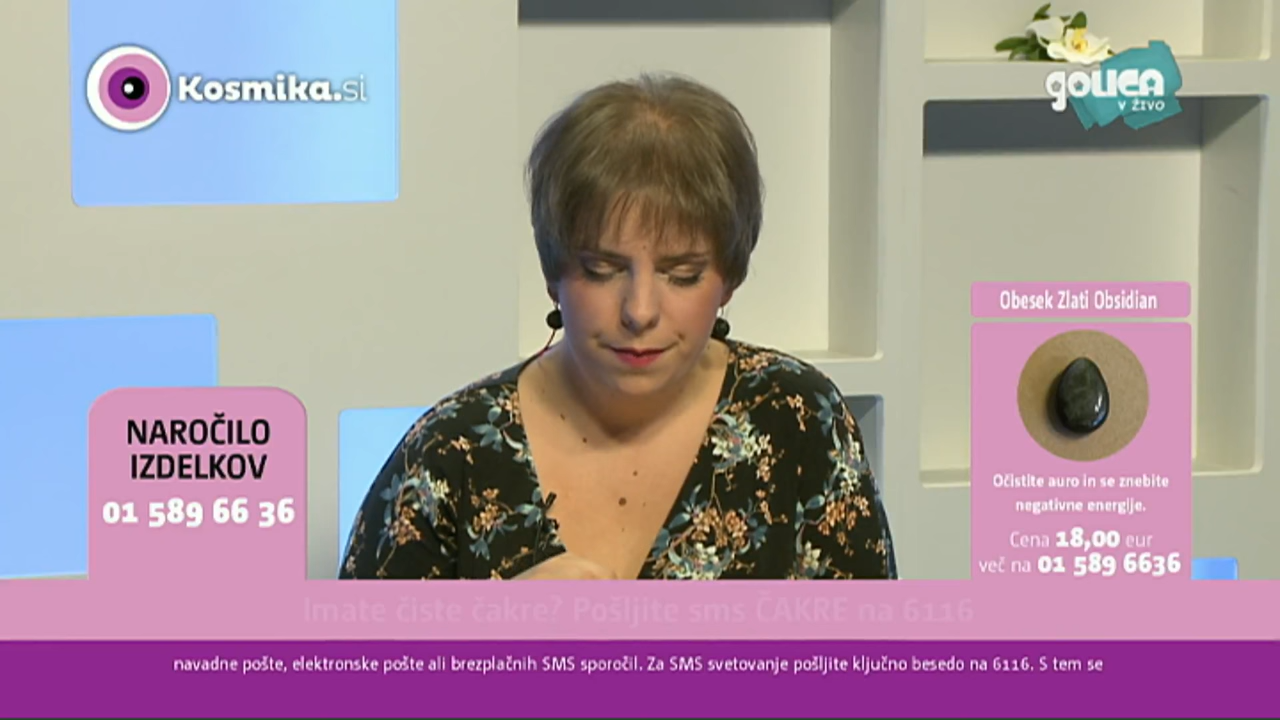 Kosmika.si
GOLICA
V ŽIVO
Obesek Zlati Obsidian
Očistite auro in se znebite
negativne energije.
Cena 18,00 eur
več na 01 589 6636
NAROČILO
IZDELKOV
01 589 66 36
Imate čiste čakre? Pošljite sms ČAKRE na 6116
navadne pošte, elektronske pošte ali brezplačnih SMS sporočil. Za SMS svetovanje pošljite ključno besedo na 6116. S tem se